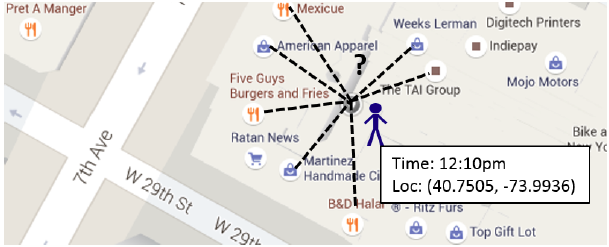 Pret A Manger
Mexicue
Weeks Lerman
Digitech Printers
American Apparel
Indiepay
?
Mojo Motors
Five Guys
Burgers and Fries
The TAI Group
7th Ave
Ratan News
Bike a
New Yo
Martinez
Handmade Ci
Time: 12:10pm
Loc: (40.7505, -73.9936)
W 29th St
B&D Halal
® - Ritz Furs
W 29th
Top Gift Lot